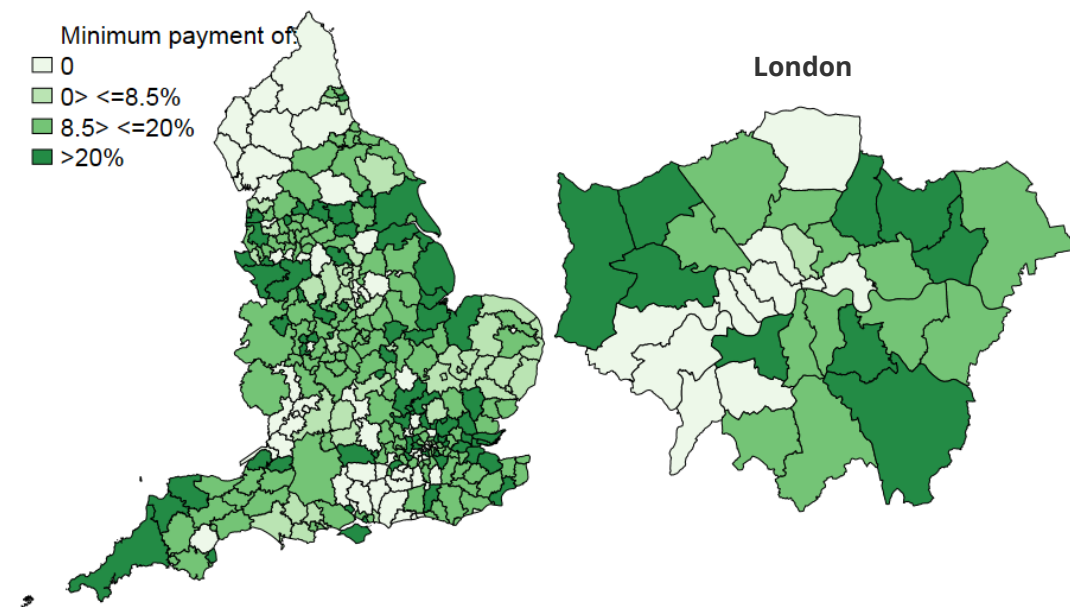 Minimum payment of:
0
0> <=8.5%
8.5> <=20%
>20%
London